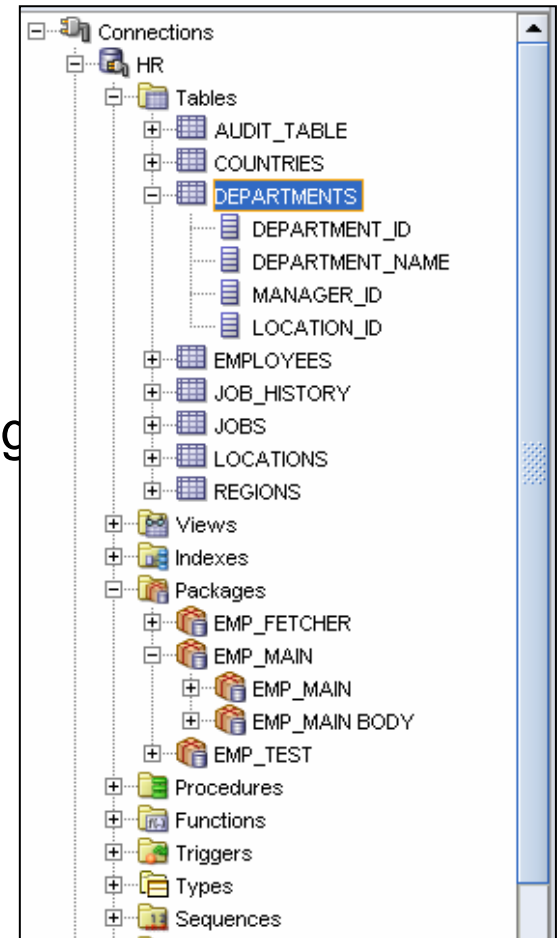 Connections
HR
Tables
AUDIT_TABLE
COUNTRIES
DEPARTMENTS
DEPARTMENT_ID
DEPARTMENT_NAME
MANAGER_ID
LOCATION_ID
EMPLOYEES
JOB_HISTORY
g
JOBS
LOCATIONS
REGIONS
Views
Indexes
Packages
EMP_FETCHER
EMP_MAIN
EMP_MAIN
EMP_MAIN BODY
EMP_TEST
Procedures
Functions
Triggers
Types
Sequences